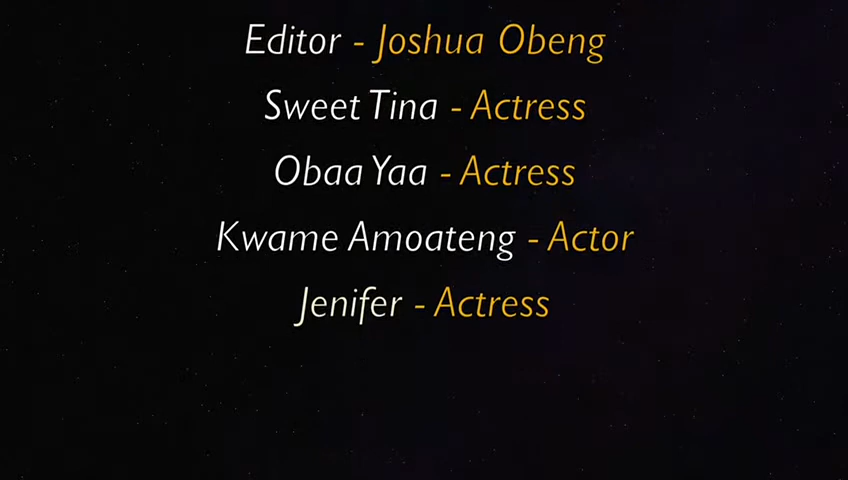 Editor - Joshua Obeng
Sweet Tina - Actress
Obaa Yaa - Actress
Kwame Amoateng - Actor
Jenifer - Actress